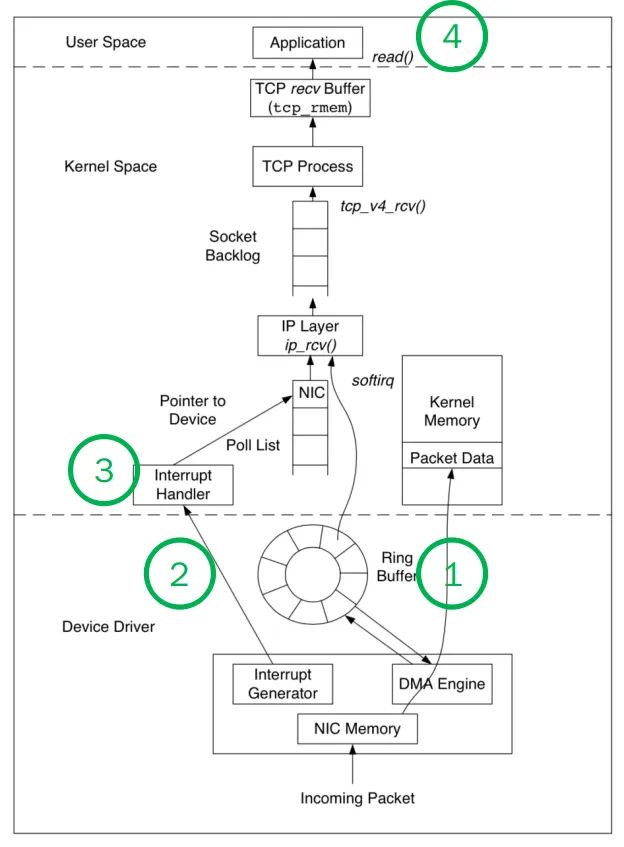 User Space
Application
4
read()
TCP recv Buffer
(tcp_rmem)
Kernel Space
TCP Process
tcp_v4_rcv()
Socket
Backlog
IP Layer
ip_rcv()
softirq
Pointer to
Device
NIC
Kernel
Memory
Poll List
Packet Data
3
Interrupt
Handler
2
Ring
Buffer
1
Device Driver
Interrupt
Generator
DMA Engine
NIC Memory
Incoming Packet